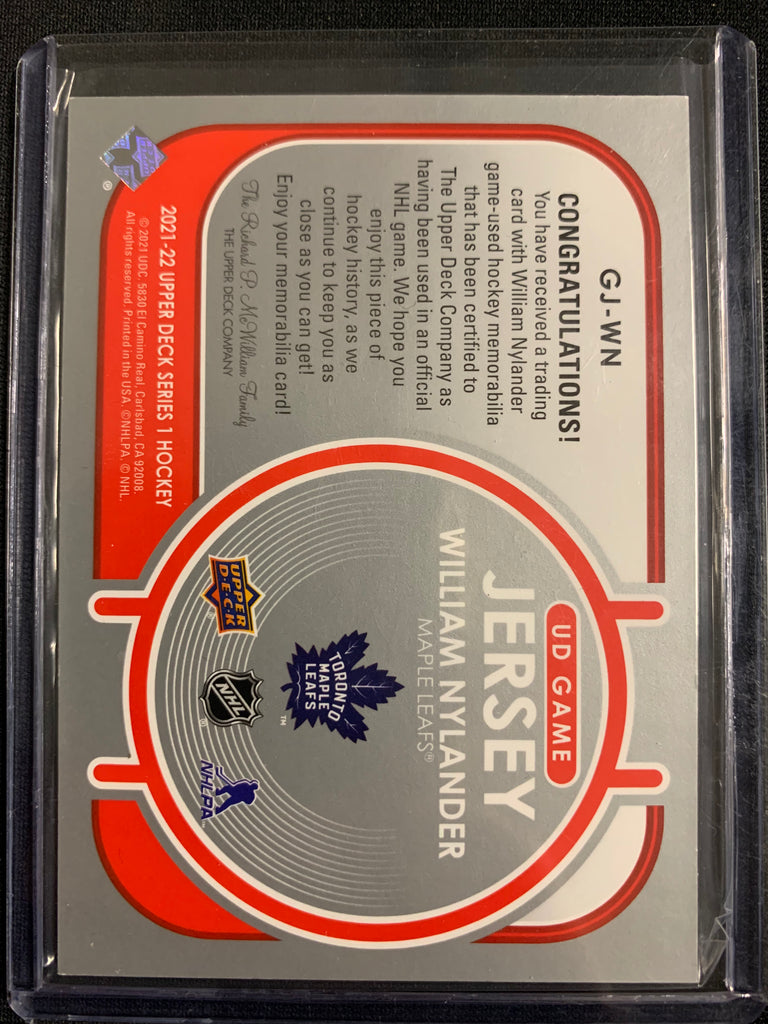 GJ-WN
CONGRATULATIONS!
You have received a trading
card with William Nylander
game-used hockey memorabilia
that has been certified to
The Upper Deck Company as
having been used in an official
NHL game. We hope you
enjoy this piece of
hockey history, as we
continue to keep you as
close as you can get!
Enjoy your memorabilia card!
The Richard P. McWilliam Family
THE UPPER DECK COMPANY
UD GAME
JERSEY
WILLIAM NYLANDER
MAPLE LEAFS®
TORONTO
MAPLE
LEAFS
™
UPPER
DECK
NHL
®
NHLPA
2021-22 UPPER DECK SERIES 1 HOCKEY
© 2021 UDC. 5830 El Camino Real, Carlsbad, CA 92008.
All rights reserved. Printed in the USA. ©NHLPA. © NHL.
®